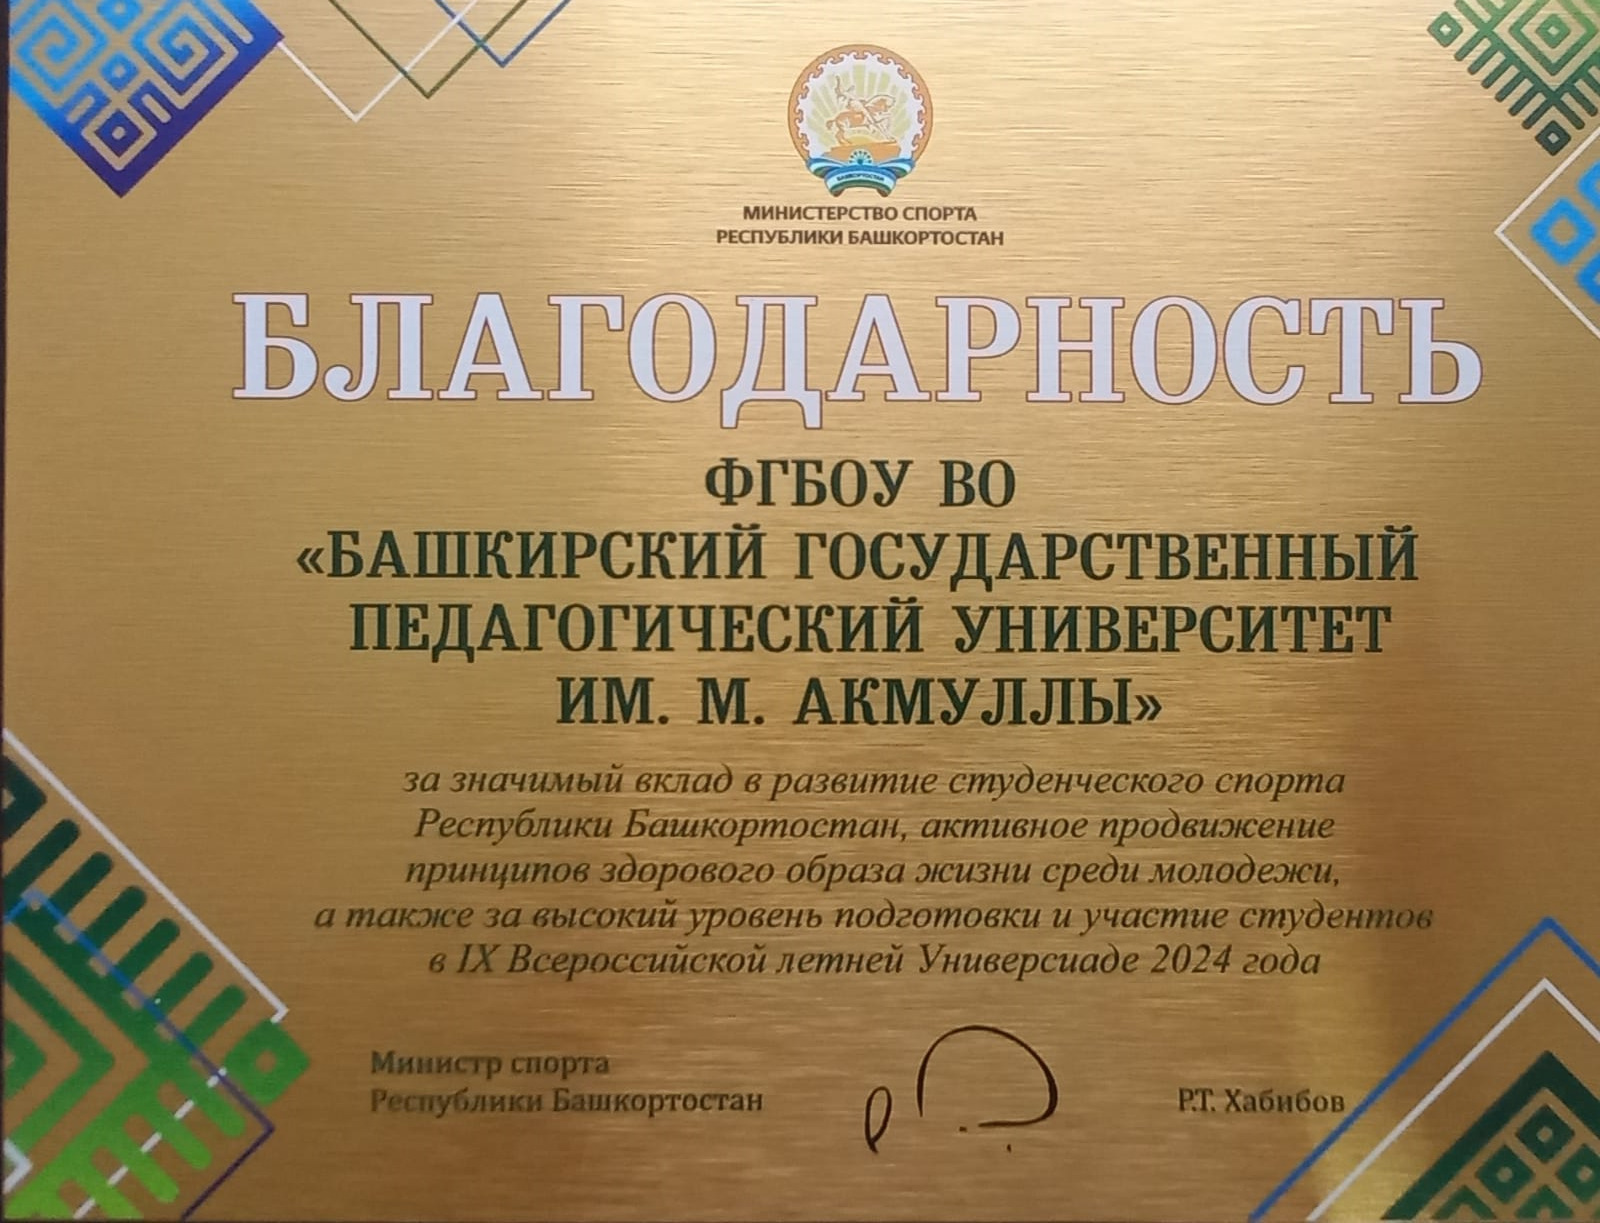 БАШКОРТОСТАН
МИНИСТЕРСТВО СПОРТА
РЕСПУБЛИКИ БАШКОРТОСТАН
БЛАГОДАРНОСТЬ
ФГБОУ ВО
«БАШКИРСКИЙ ГОСУДАРСТВЕННЫЙ
ПЕДАГОГИЧЕСКИЙ УНИВЕРСИТЕТ
ИМ. М. АКМУЛЛЫ»
за значимый вклад в развитие студенческого спорта
Республики Башкортостан, активное продвижение
принципов здорового образа жизни среди молодежи,
а также за высокий уровень подготовки и участие студентов
в IX Всероссийской летней Универсиаде 2024 года
Министр спорта
Республики Башкортостан
Р.Т. Хабибов